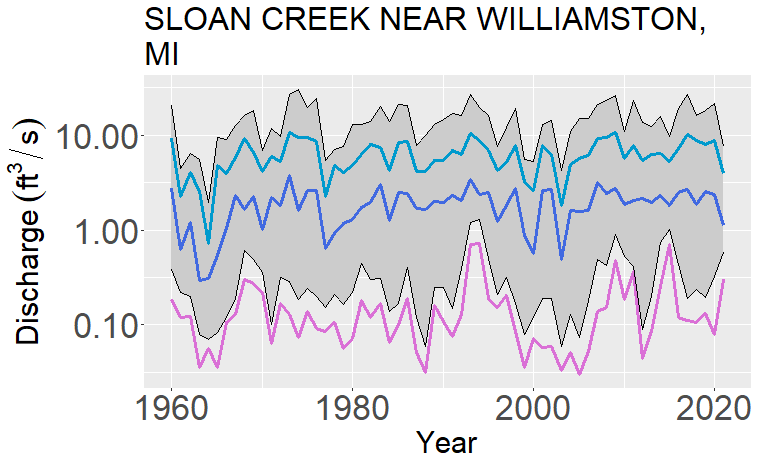 SLOAN CREEK NEAR WILLIAMSTON,
MI
Discharge (ft³/s)
10.00
1.00
0.10
1960 1980 2000 2020
Year